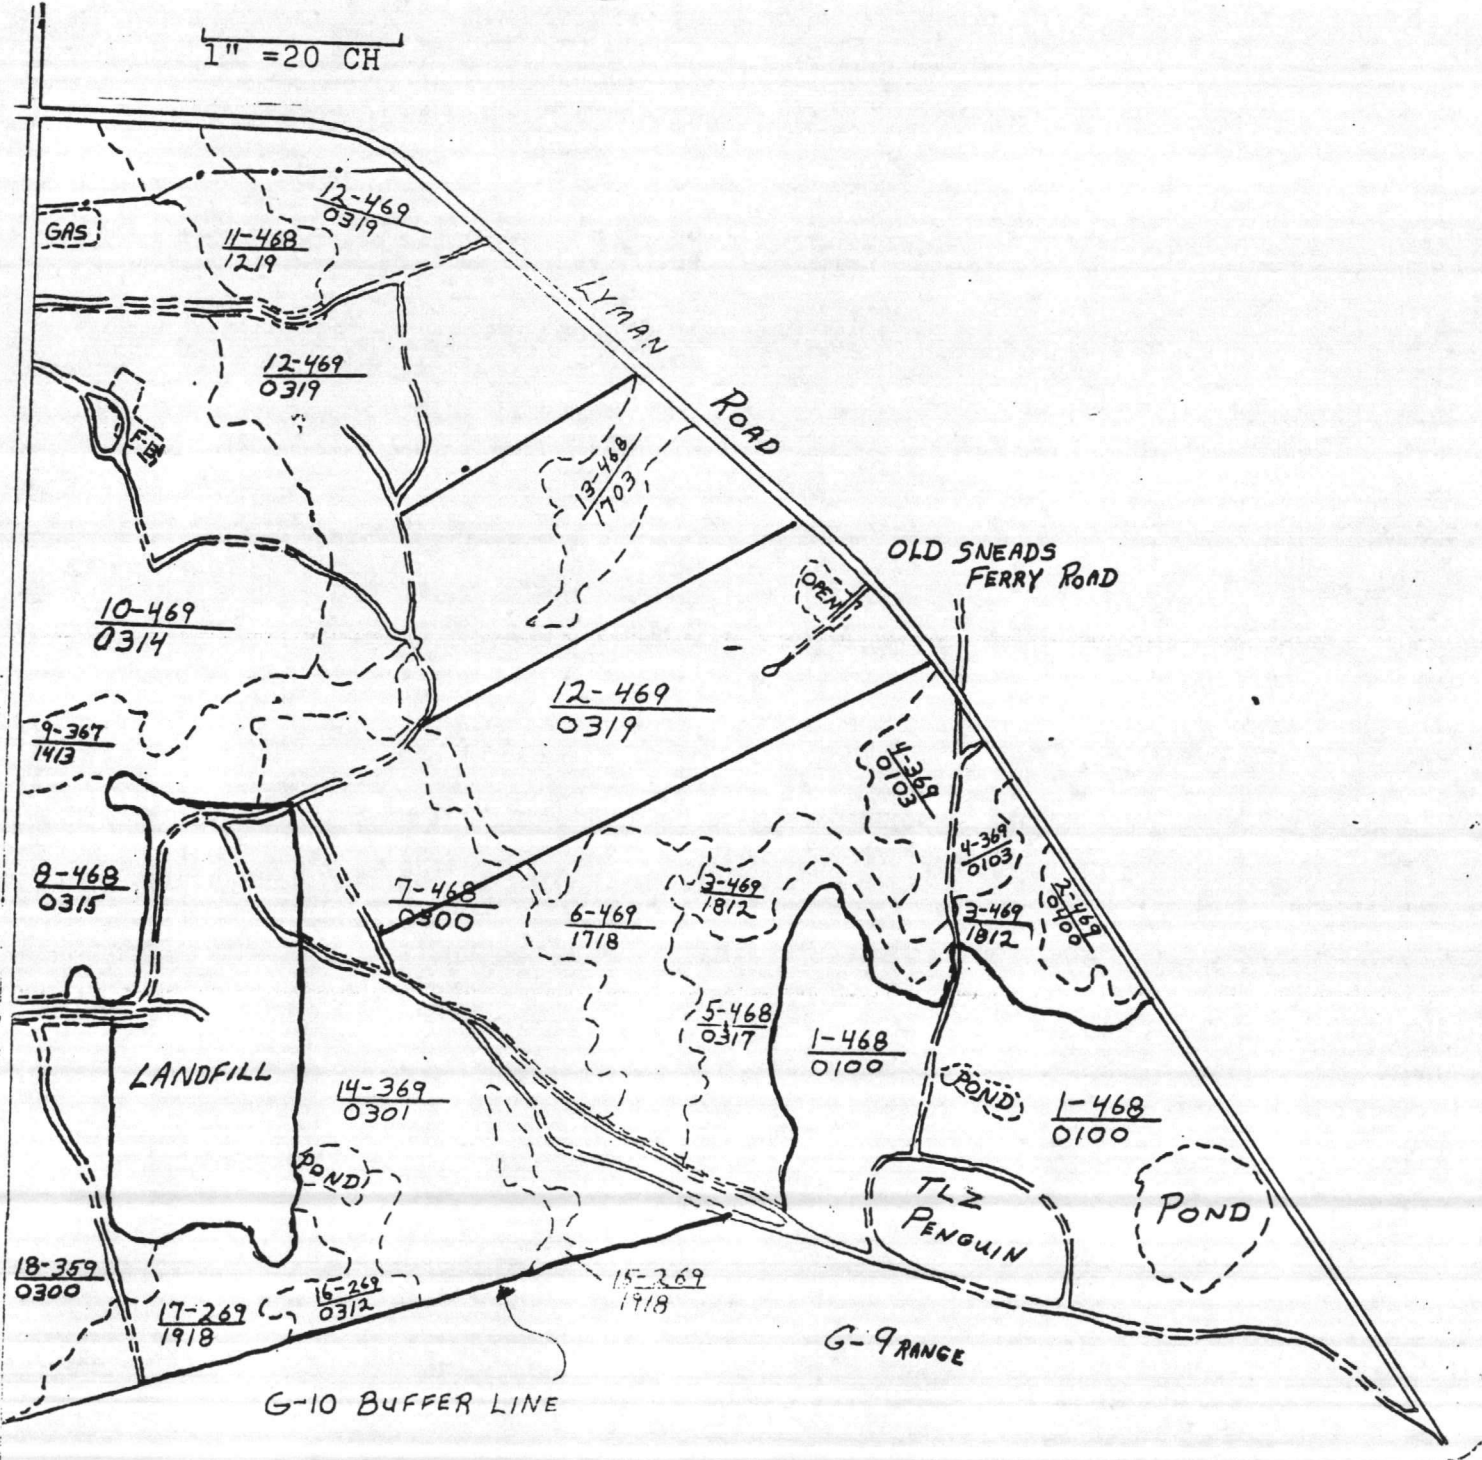 1" = 20 CH
12-469
0319
GAS
11-468
1219
LYMAN
ROAD
12-469
0319
FB
13-468
1703
OLD SNEADS
FERRY ROAD
OPEN
10-469
0314
12-469
0319
9-367
1413
4-369
0103
4-369
0103
8-468
0315
7-468
0300
6-469
1718
3-469
1812
3-469
1812
2-469
0400
5-468
0317
1-468
0100
LANDFILL
14-369
0301
POND
1-468
0100
POND
TLZ
PENGUIN
POND
18-359
0300
17-269
1918
16-269
0312
15-269
1918
G-9 RANGE
G-10 BUFFER LINE